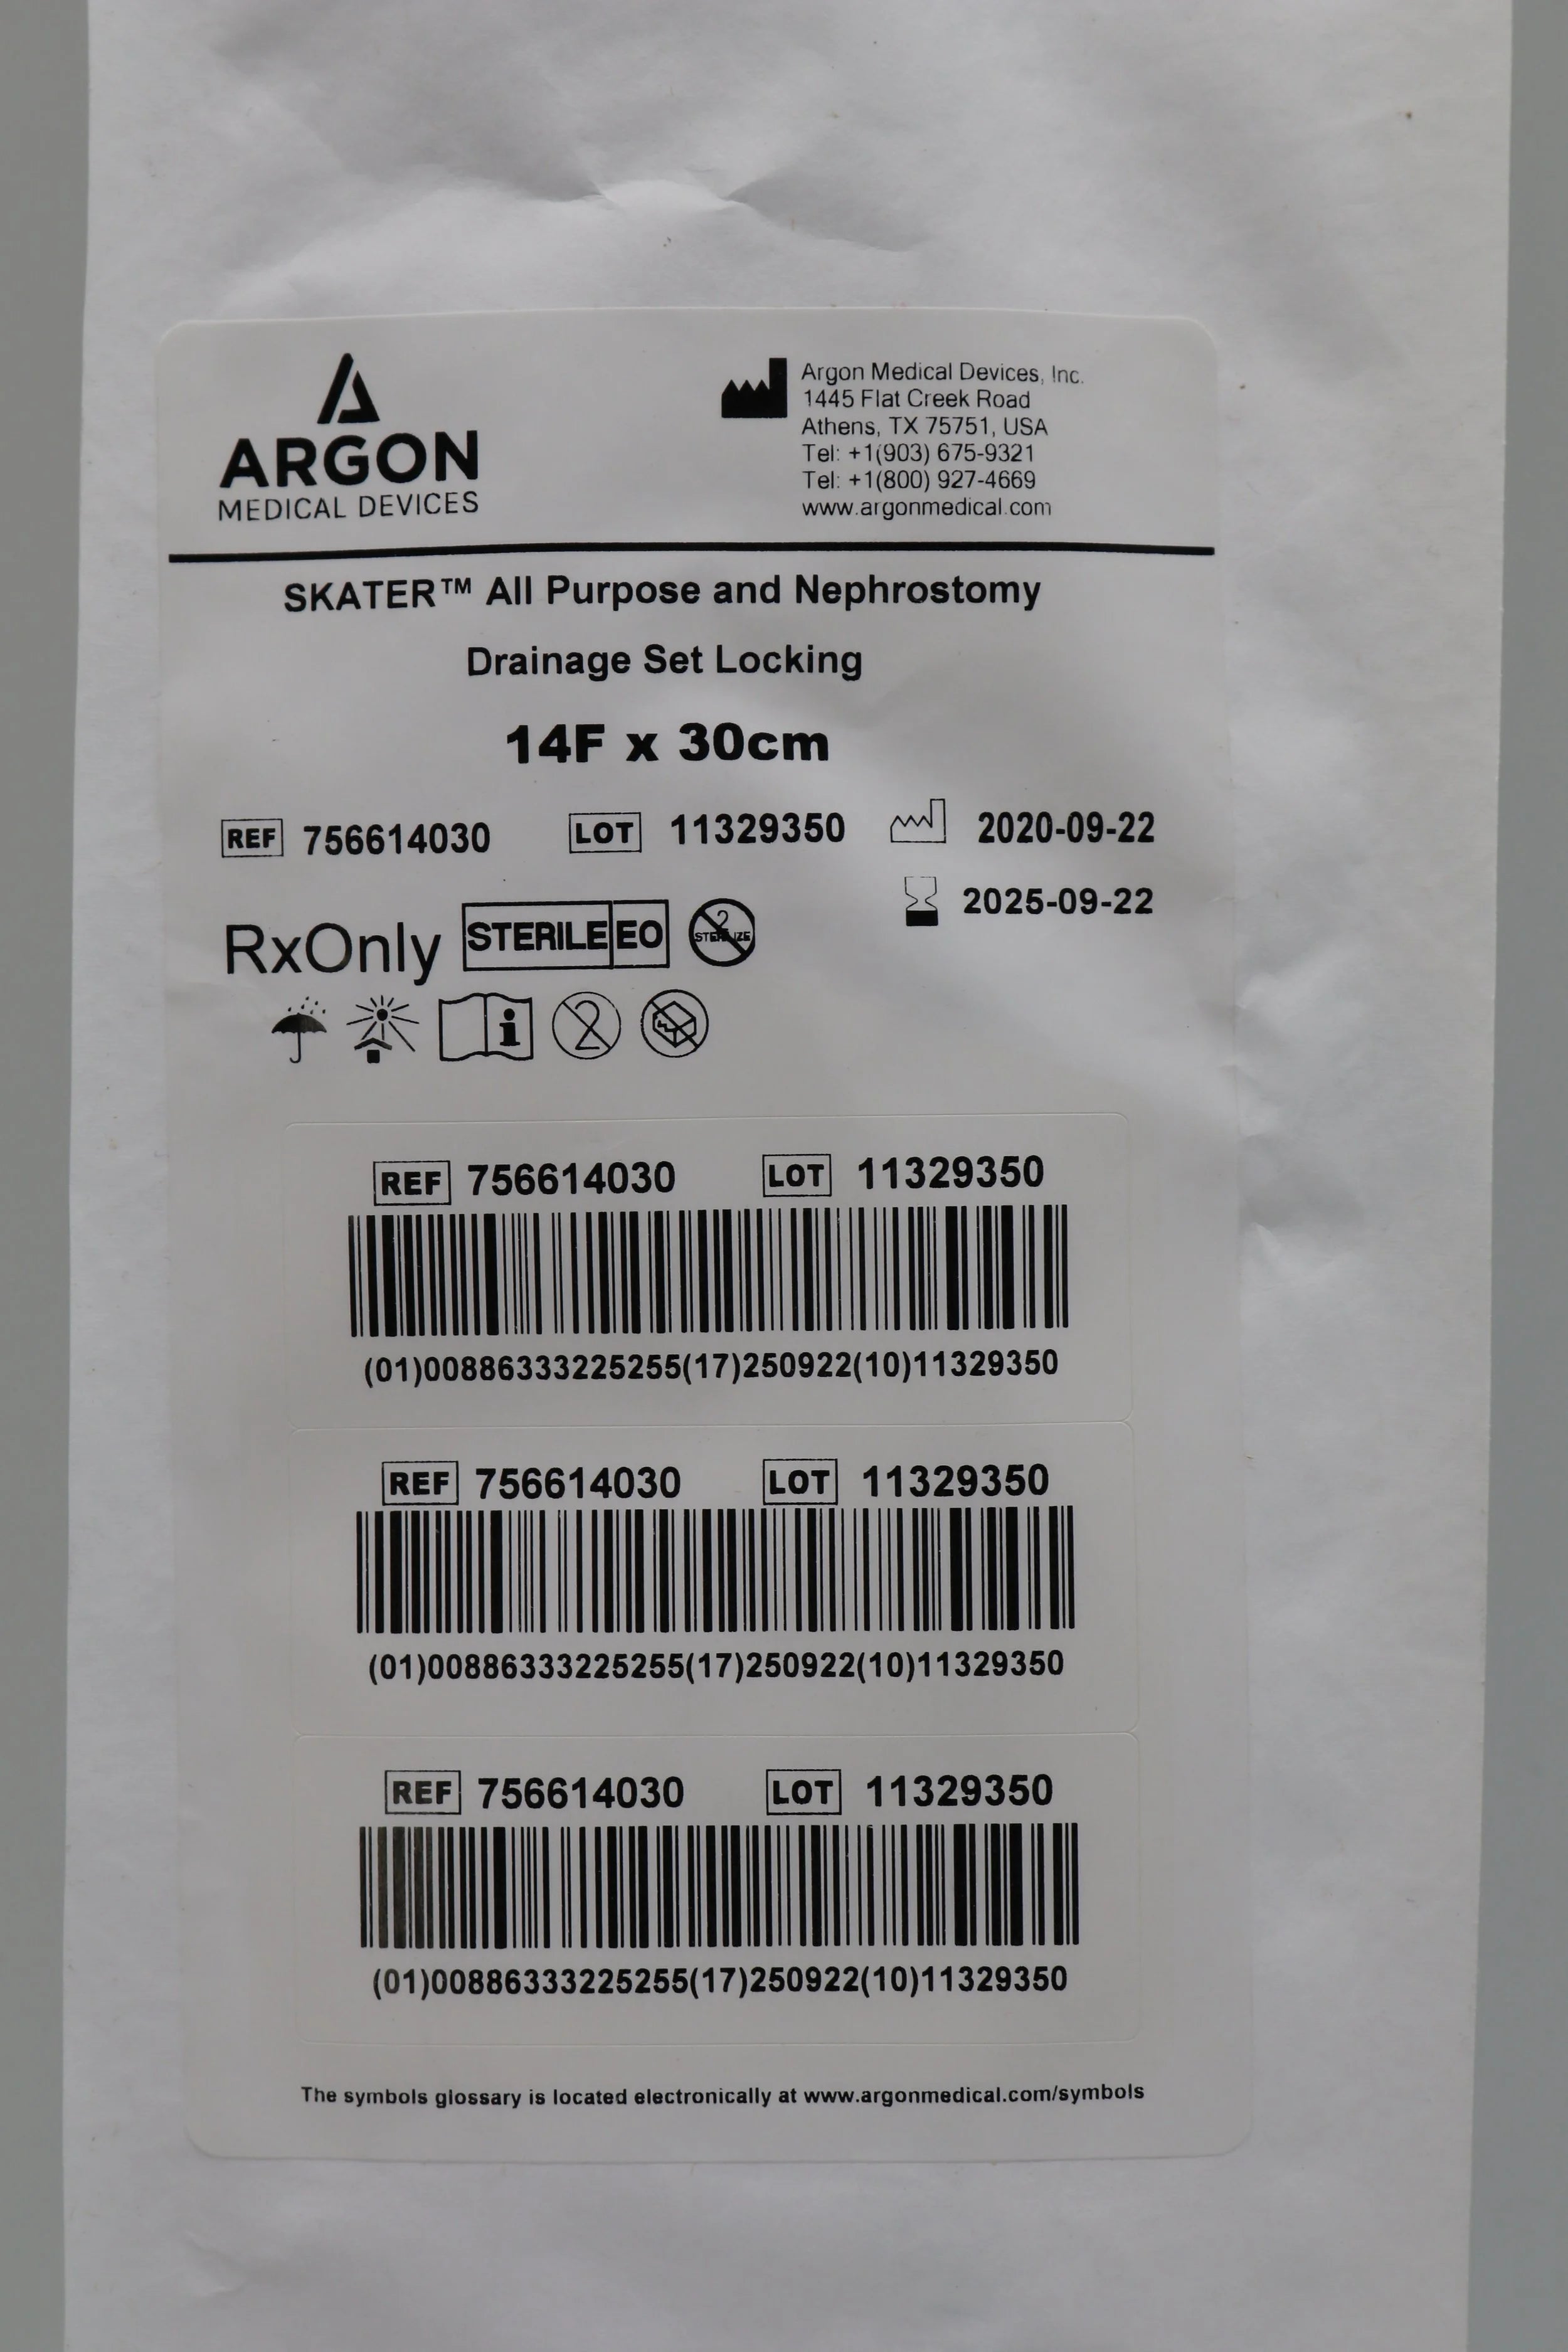 ARGON
MEDICAL DEVICES
Argon Medical Devices, Inc.
1445 Flat Creek Road
Athens, TX 75751, USA
Tel: +1(903) 675-9321
Tel: +1(800) 927-4669
www.argonmedical.com
SKATER™ All Purpose and Nephrostomy
Drainage Set Locking
14F x 30cm
REF 756614030 LOT 11329350 2020-09-22
2025-09-22
RxOnly STERILE EO 2 STERILIZE
i 2
REF 756614030 LOT 11329350
(01)00886333225255(17)250922(10)11329350
REF 756614030 LOT 11329350
(01)00886333225255(17)250922(10)11329350
REF 756614030 LOT 11329350
(01)00886333225255(17)250922(10)11329350
The symbols glossary is located electronically at www.argonmedical.com/symbols